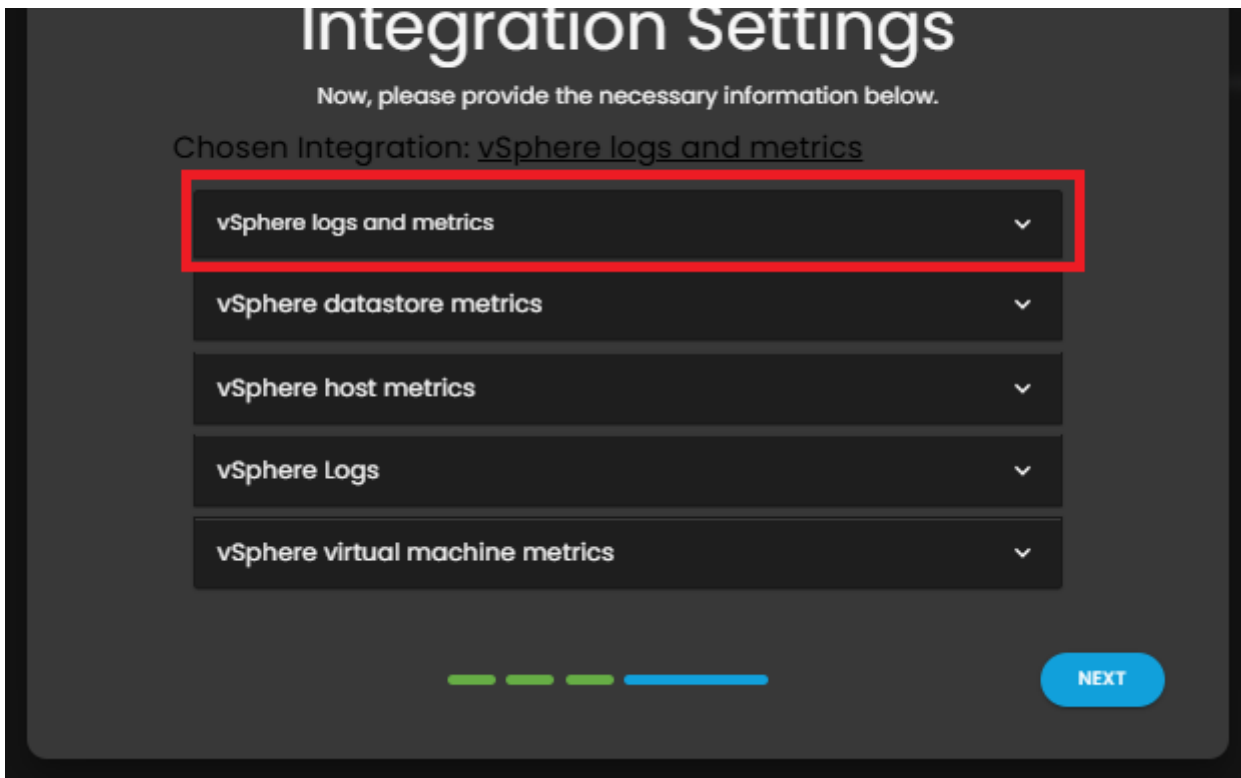 Integration Settings
Now, please provide the necessary information below.
Chosen Integration: vSphere logs and metrics
vSphere logs and metrics
vSphere datastore metrics
vSphere host metrics
vSphere Logs
vSphere virtual machine metrics
NEXT